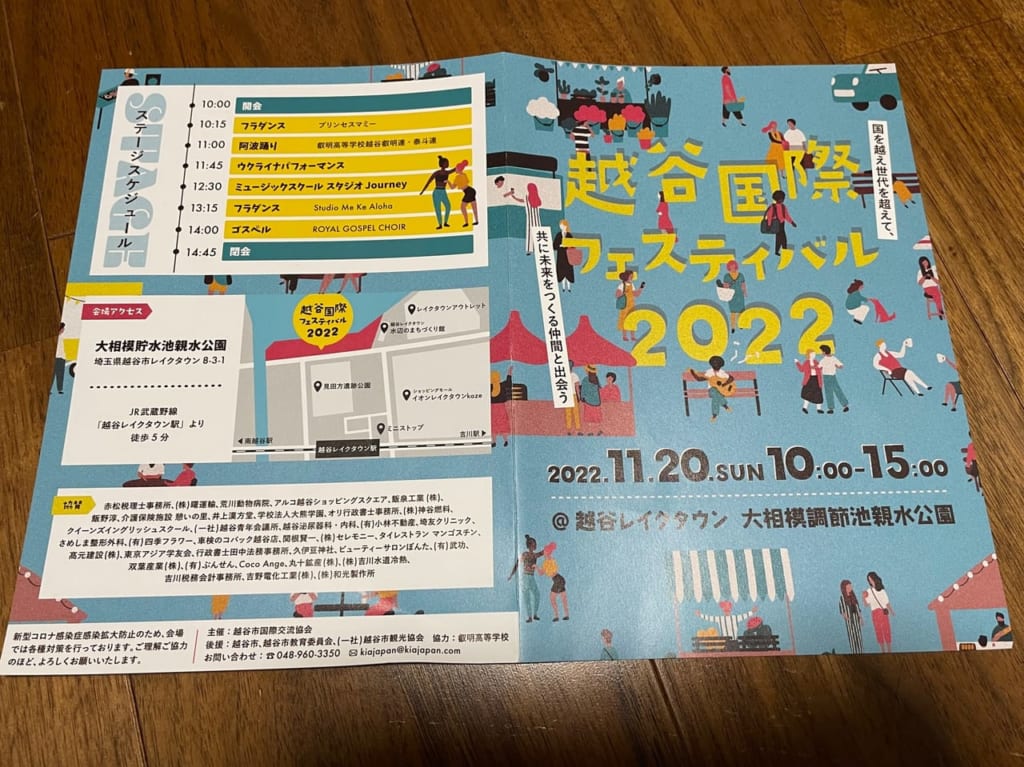 STAGE
ステージスケジュール
10:00 開会
10:15 フラダンス プリンセスマミー
11:00 阿波踊り 叡明高等学校越谷叡明連・泰斗連
11:45 ウクライナパフォーマンス
12:30 ミュージックスクール スタジオ Journey
13:15 フラダンス Studio Me Ke Aloha
14:00 ゴスペル ROYAL GOSPEL CHOIR
14:45 閉会
会場アクセス
大相模貯水池親水公園
埼玉県越谷市レイクタウン 8-3-1
JR武蔵野線
「越谷レイクタウン駅」より
徒歩 5 分
越谷国際
フェスティバル
2022
レイクタウンアウトレット
越谷レイクタウン
水辺のまちづくり館
見田方遺跡公園
ショッピングモール
イオンレイクタウンkaze
ミニストップ
南越谷駅
吉川駅
越谷レイクタウン駅
協賛
赤松税理士事務所、(株)曙運輸、荒川動物病院、アルコ越谷ショッピングスクエア、飯泉工業(株)、
飯野淳、介護保険施設 憩いの里、井上漢方堂、学校法人大熊学園、オリ行政書士事務所、(株)神谷燃料、
クイーンズイングリッシュスクール、(一社)越谷青年会議所、越谷泌尿器科・内科、(有)小林不動産、埼友クリニック、
さめしま整形外科、(有)四季フラワー、車検のコバック越谷店、関根賢一、(株)セレモニー、タイレストラン マンゴスチン、
高元建設(株)、東京アジア学友会、行政書士田中法務事務所、久伊豆神社、ビューティーサロンぽんた、(有)武功、
双葉産業(株)、(有)ぶんせん、Coco Ange、丸十鉱産(株)、(株)吉川水道冷熱、
吉川税務会計事務所、吉野電化工業(株)、(株)和光製作所
新型コロナ感染症感染拡大防止のため、会場
では各種対策を行っております。ご理解ご協力
のほど、よろしくお願いいたします。
主催：越谷市国際交流協会
後援：越谷市、越谷市教育委員会、(一社)越谷市観光協会 協力：叡明高等学校
お問い合わせ：☎048-960-3350 ✉kiajapan@kiajapan.com
国を越え世代を超えて、
共に未来をつくる仲間と出会う
越谷国際
フェスティバル
2022
2022.11.20.SUN 10:00-15:00
@ 越谷レイクタウン 大相模調節池親水公園